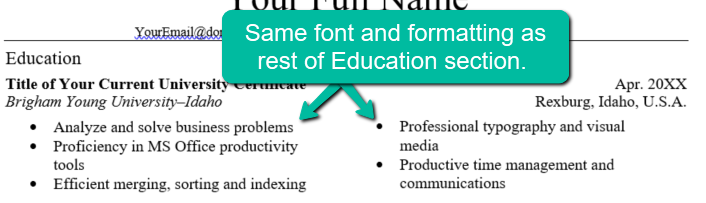 Your Full Name
YourEmail@do
Same font and formatting as
rest of Education section.
Education
Title of Your Current University Certificate
Apr. 20XX
Brigham Young University–Idaho
Rexburg, Idaho, U.S.A.
• Analyze and solve business problems
• Proficiency in MS Office productivity
tools
• Efficient merging, sorting and indexing
• Professional typography and visual
media
• Productive time management and
communications